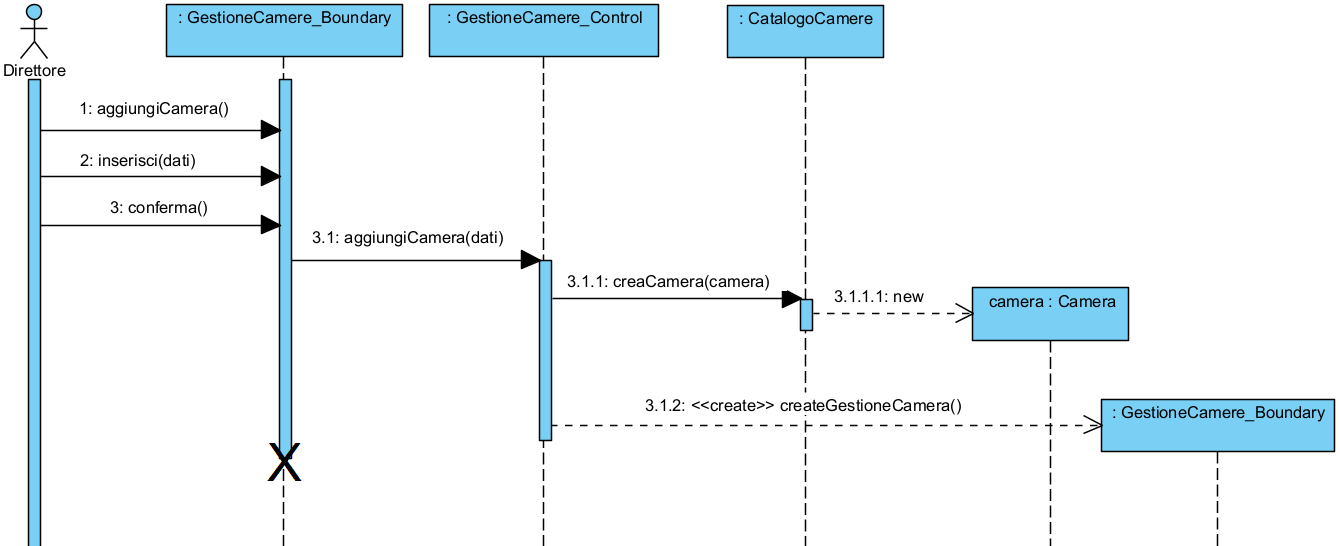 : GestioneCamere_Boundary
: GestioneCamere_Control
: CatalogoCamere
Direttore
1: aggiungiCamera()
2: inserisci(dati)
3: conferma()
3.1: aggiungiCamera(dati)
3.1.1: creaCamera(camera)
3.1.1.1: new
camera : Camera
3.1.2: <<create>> createGestioneCamera()
: GestioneCamere_Boundary